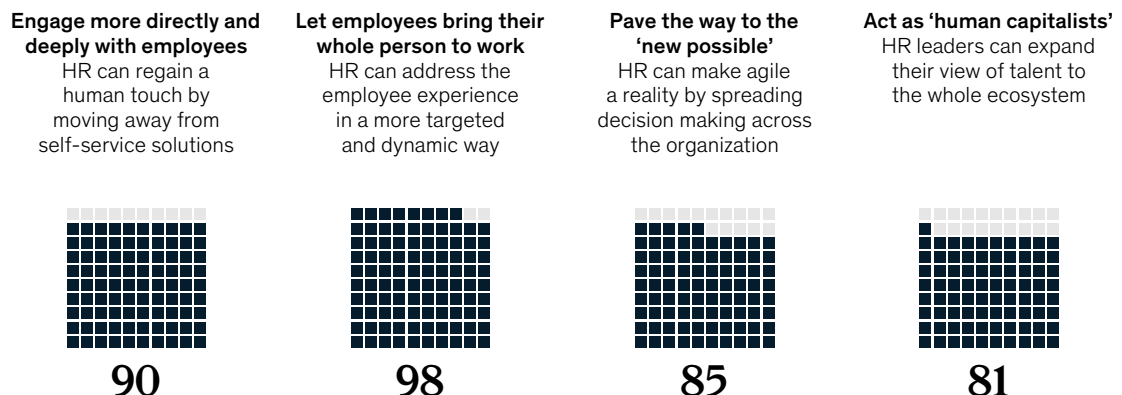 Engage more directly and
deeply with employees
HR can regain a
human touch by
moving away from
self-service solutions
90
Let employees bring their
whole person to work
HR can address the
employee experience
in a more targeted
and dynamic way
98
Pave the way to the
‘new possible’
HR can make agile
a reality by spreading
decision making across
the organization
85
Act as ‘human capitalists’
HR leaders can expand
their view of talent to
the whole ecosystem
81